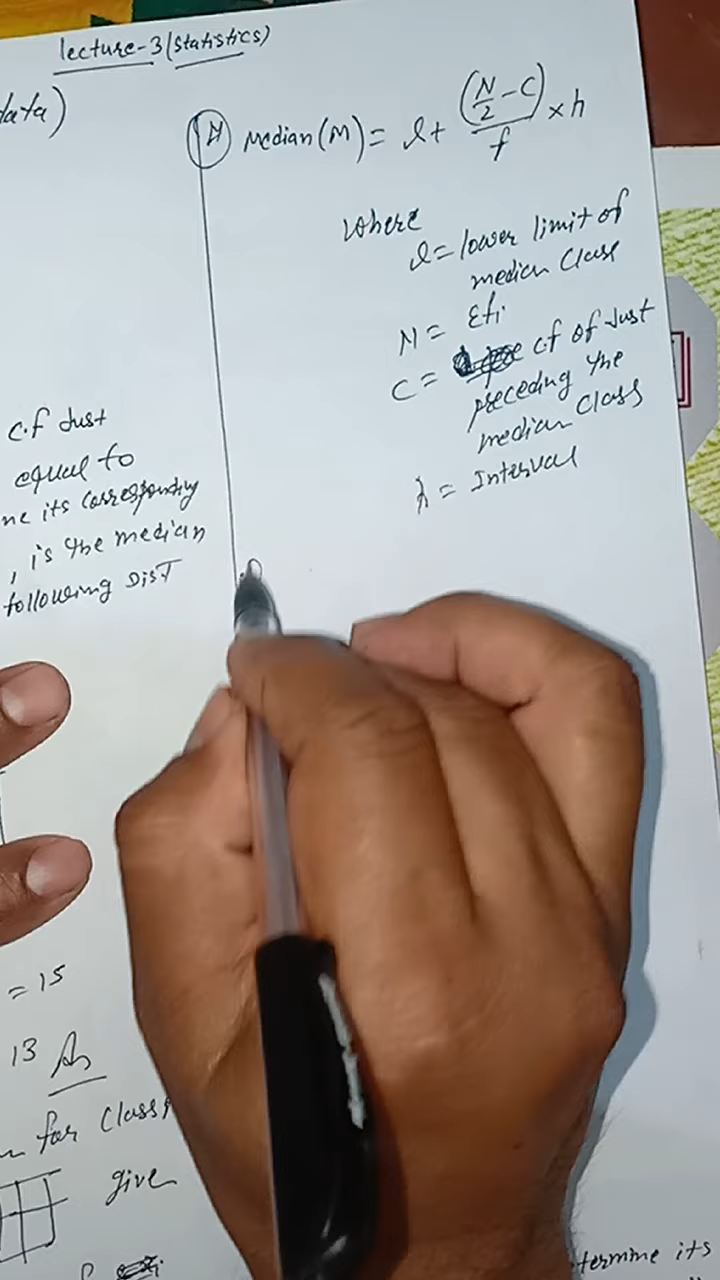 lecture-3 (Statistics)
data)
Median (M) = l + (N/2 - C)/f × h
where
l = lower limit of
median Class
N = Σfi
C = cf of Just
preceding the
median Class
h = Interval
c.f Just
equal to
its corresponding
, is the median
following DIST
= 15
13 Ans
for Class
given
termine its